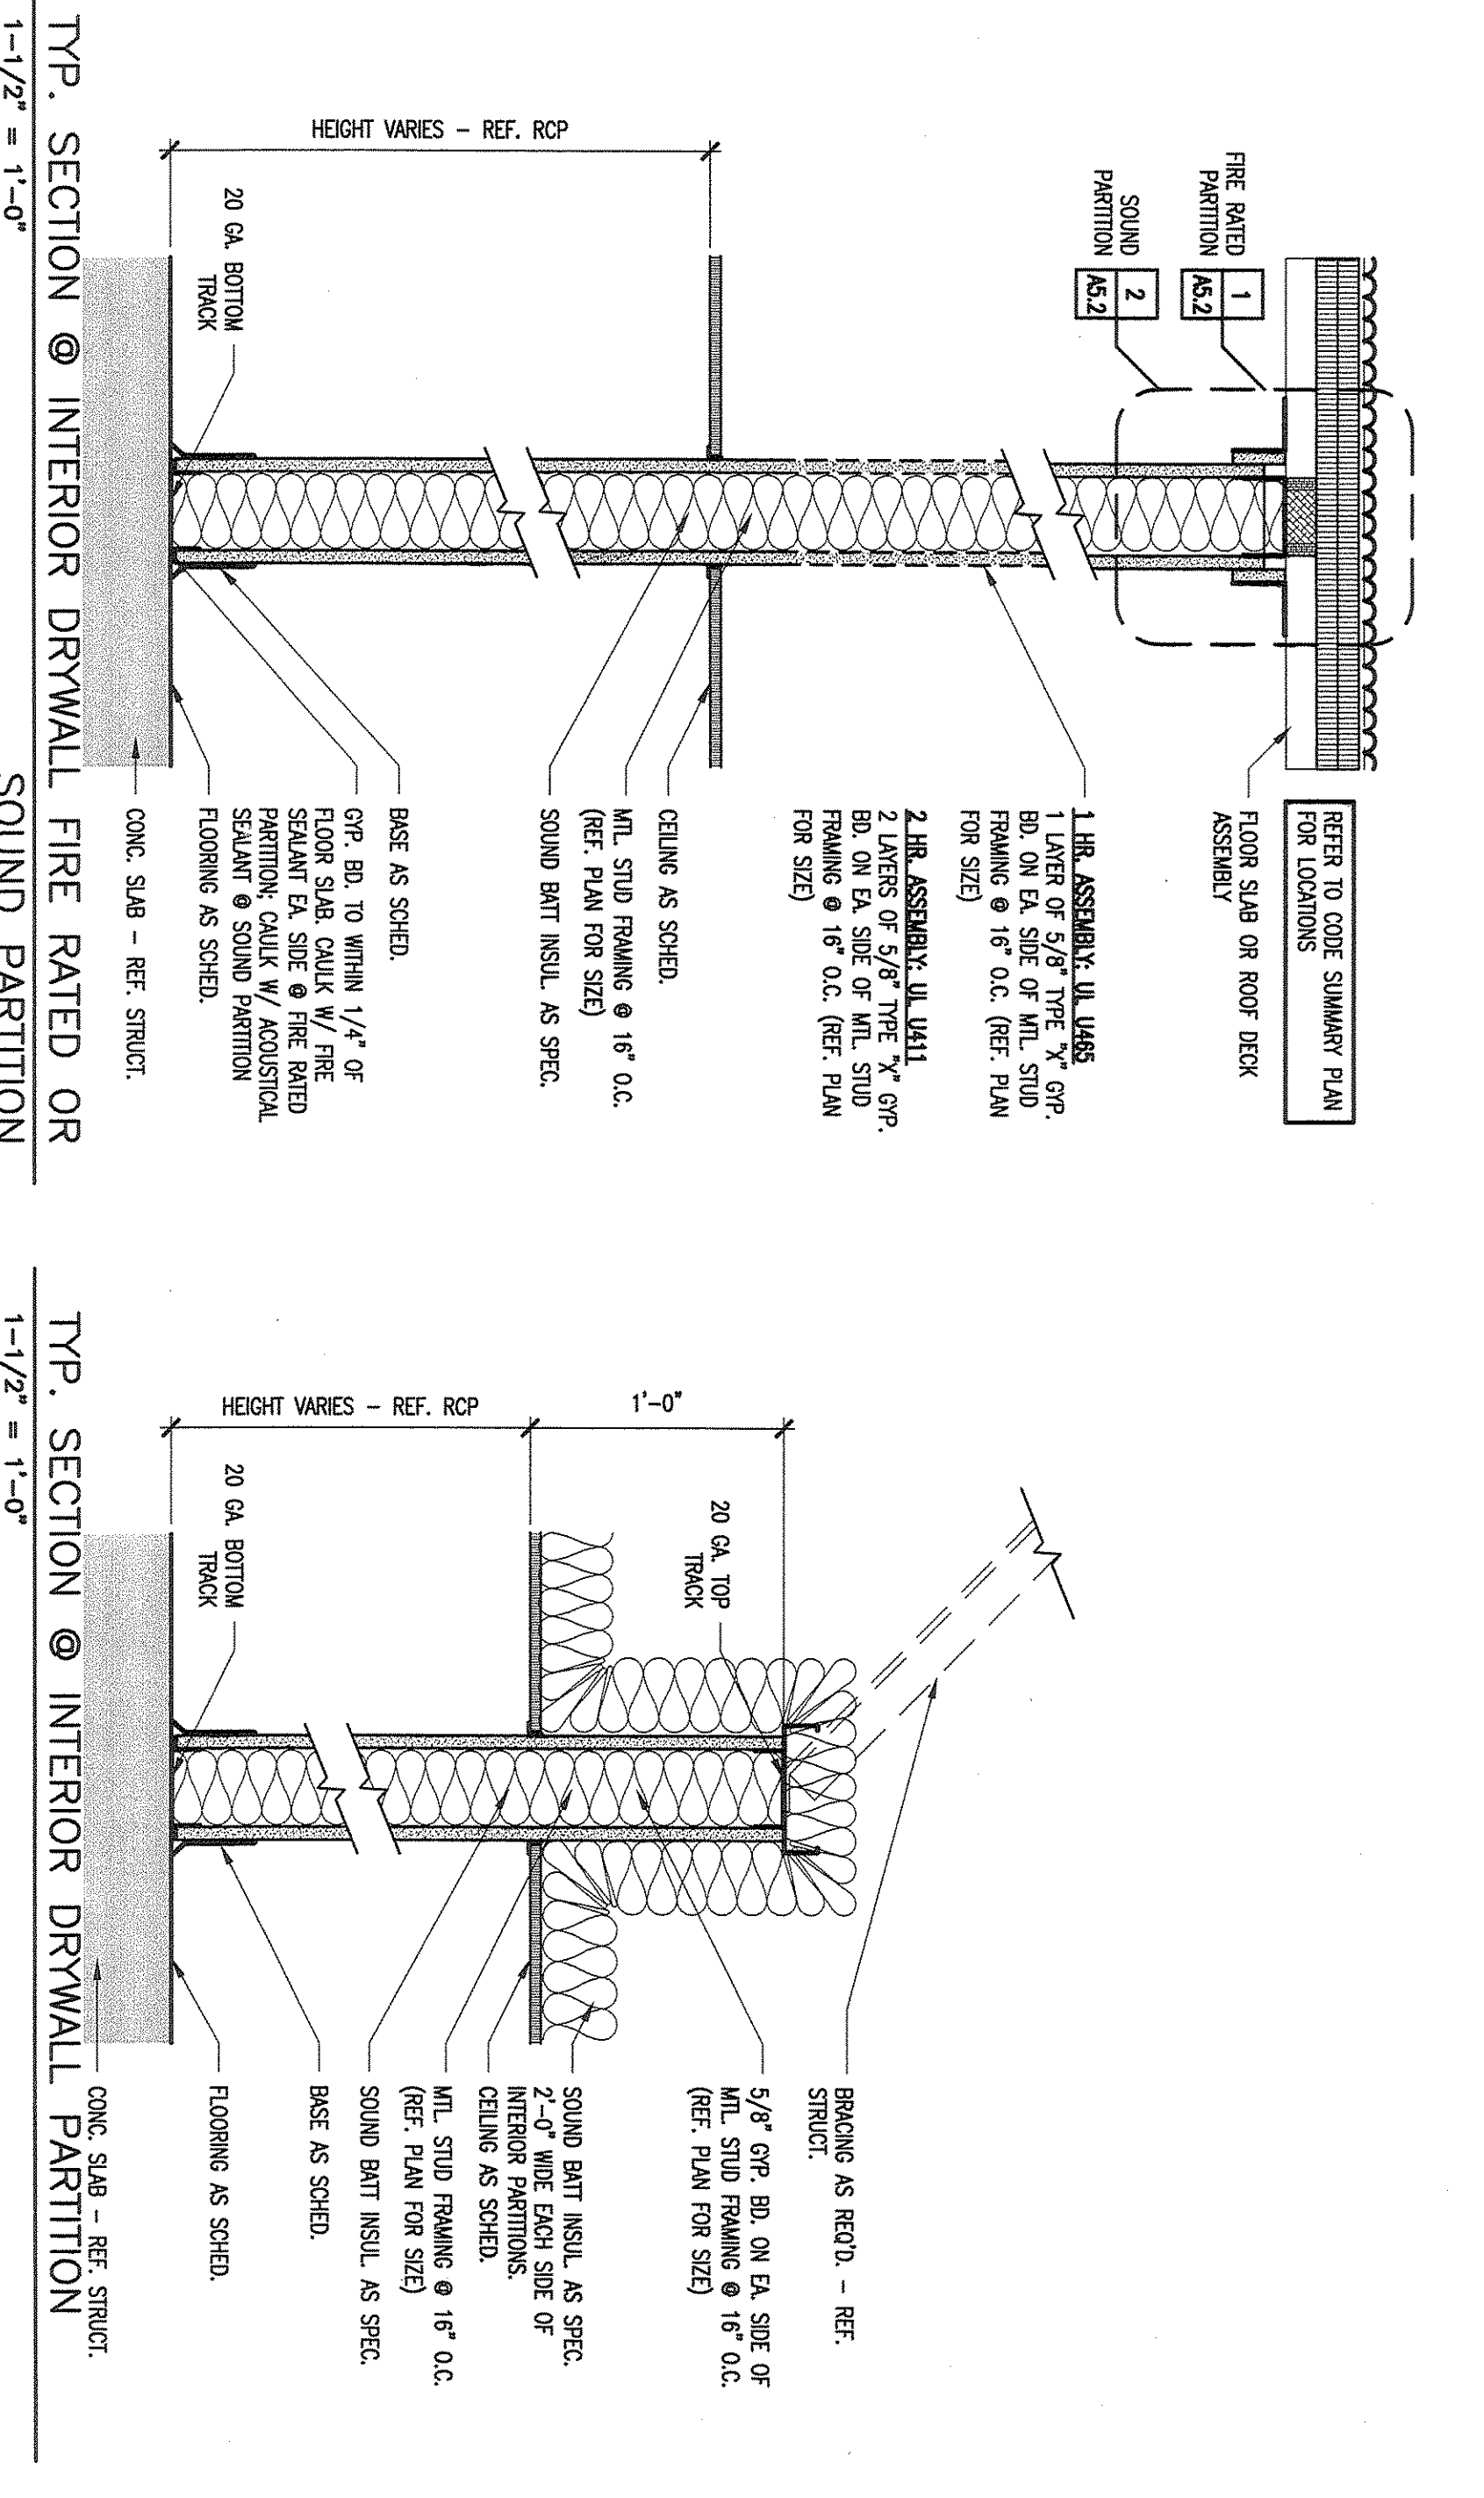 REFER TO CODE SUMMARY PLAN
FOR LOCATIONS
FIRE RATED
PARTITION
1
A5.2
SOUND
PARTITION
2
A5.2
FLOOR SLAB OR ROOF DECK
ASSEMBLY
1 HR. ASSEMBLY: UL U465
1 LAYER OF 5/8" TYPE "X" GYP.
BD. ON EA. SIDE OF MTL. STUD
FRAMING @ 16" O.C. (REF. PLAN
FOR SIZE)
2 HR. ASSEMBLY: UL U411
2 LAYERS OF 5/8" TYPE "X" GYP.
BD. ON EA. SIDE OF MTL. STUD
FRAMING @ 16" O.C. (REF. PLAN
FOR SIZE)
CEILING AS SCHED.
MTL. STUD FRAMING @ 16" O.C.
(REF. PLAN FOR SIZE)
SOUND BATT INSUL. AS SPEC.
HEIGHT VARIES – REF. RCP
BASE AS SCHED.
GYP. BD. TO WITHIN 1/4" OF
FLOOR SLAB. CAULK W/ FIRE
SEALANT EA. SIDE @ FIRE RATED
PARTITION; CAULK W/ ACOUSTICAL
SEALANT @ SOUND PARTITION
20 GA. BOTTOM
TRACK
FLOORING AS SCHED.
CONC. SLAB – REF. STRUCT.
TYP. SECTION @ INTERIOR DRYWALL FIRE RATED OR
SOUND PARTITION
1-1/2" = 1'-0"
BRACING AS REQ'D. – REF.
STRUCT.
1'-0"
20 GA. TOP
TRACK
5/8" GYP. BD. ON EA. SIDE OF
MTL. STUD FRAMING @ 16" O.C.
(REF. PLAN FOR SIZE)
SOUND BATT INSUL. AS SPEC.
2'-0" WIDE EACH SIDE OF
INTERIOR PARTITIONS.
CEILING AS SCHED.
MTL. STUD FRAMING @ 16" O.C.
(REF. PLAN FOR SIZE)
SOUND BATT INSUL. AS SPEC.
HEIGHT VARIES – REF. RCP
BASE AS SCHED.
20 GA. BOTTOM
TRACK
FLOORING AS SCHED.
CONC. SLAB – REF. STRUCT.
TYP. SECTION @ INTERIOR DRYWALL PARTITION
1-1/2" = 1'-0"